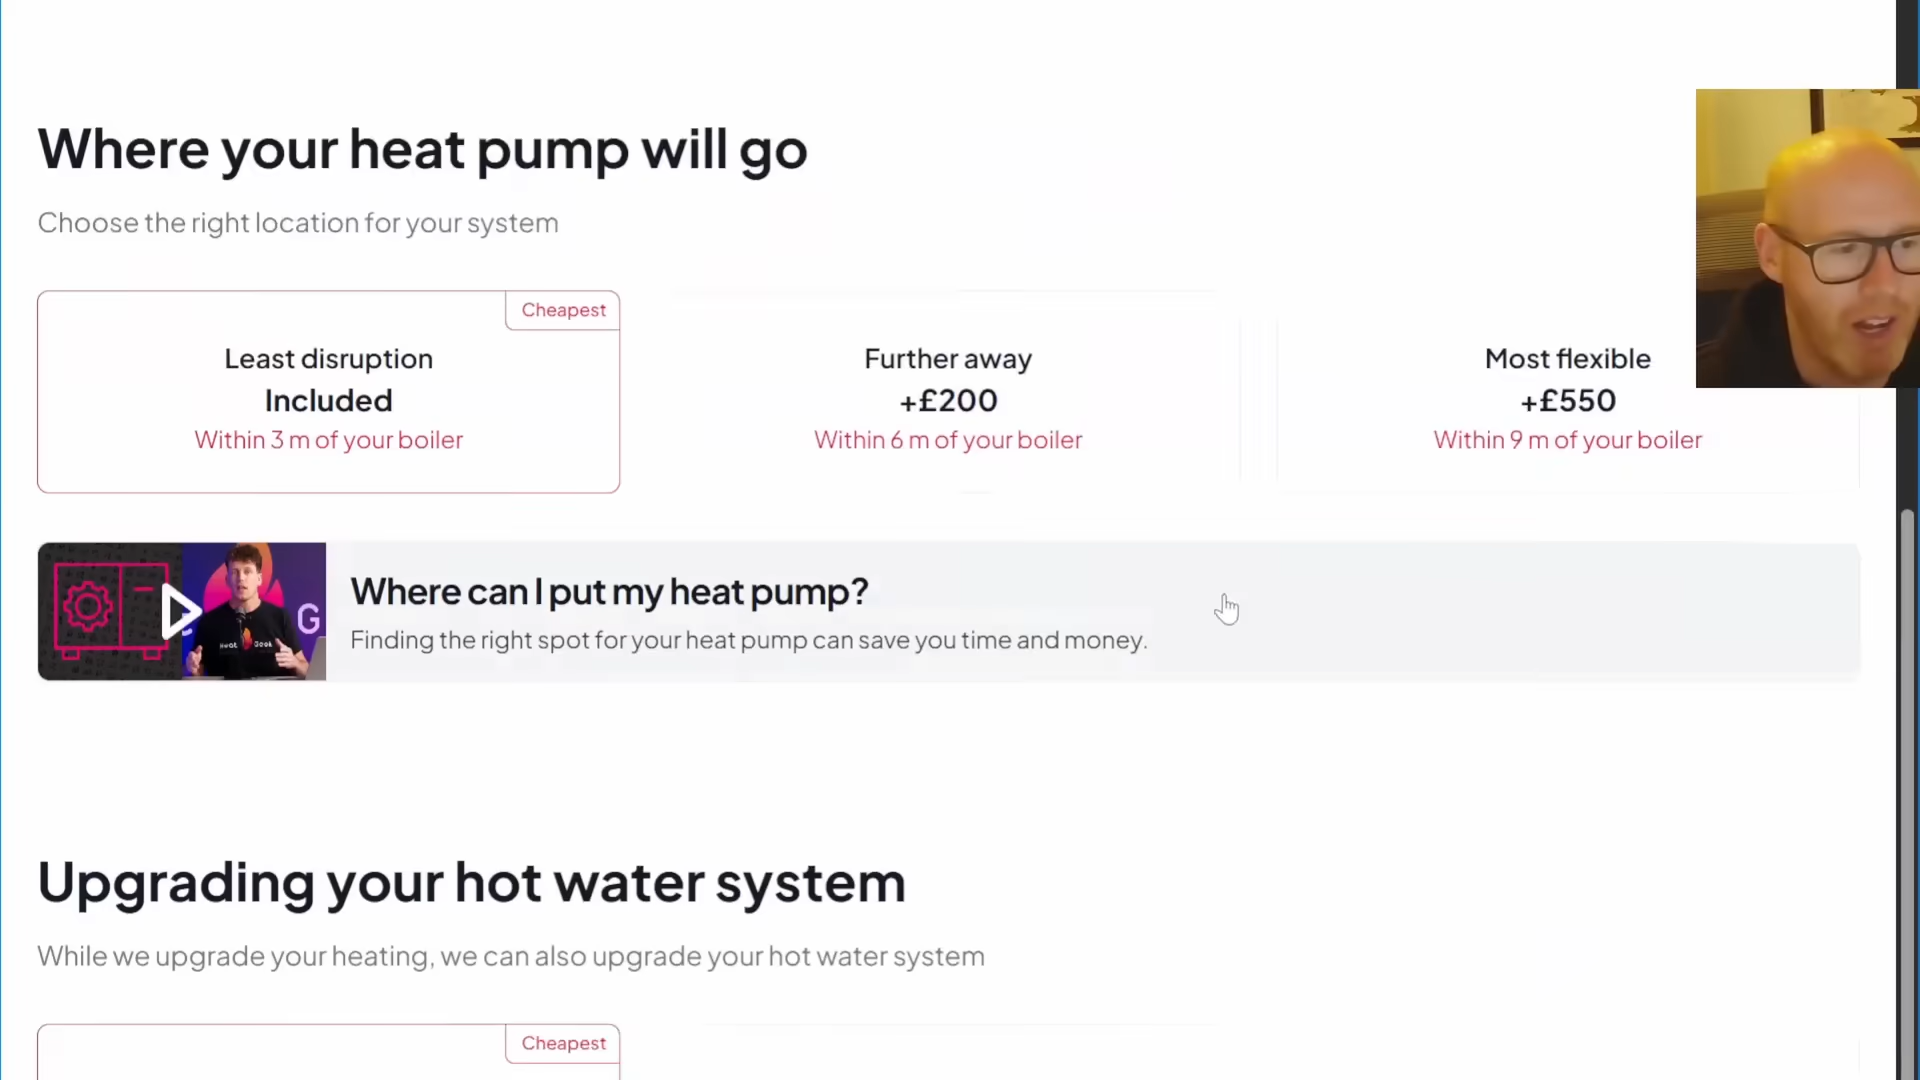 Where your heat pump will go
Choose the right location for your system
Cheapest
Least disruption
Included
Within 3 m of your boiler
Further away
+£200
Within 6 m of your boiler
Most flexible
+£550
Within 9 m of your boiler
G
Heat Geek
Where can I put my heat pump?
Finding the right spot for your heat pump can save you time and money.
Upgrading your hot water system
While we upgrade your heating, we can also upgrade your hot water system
Cheapest